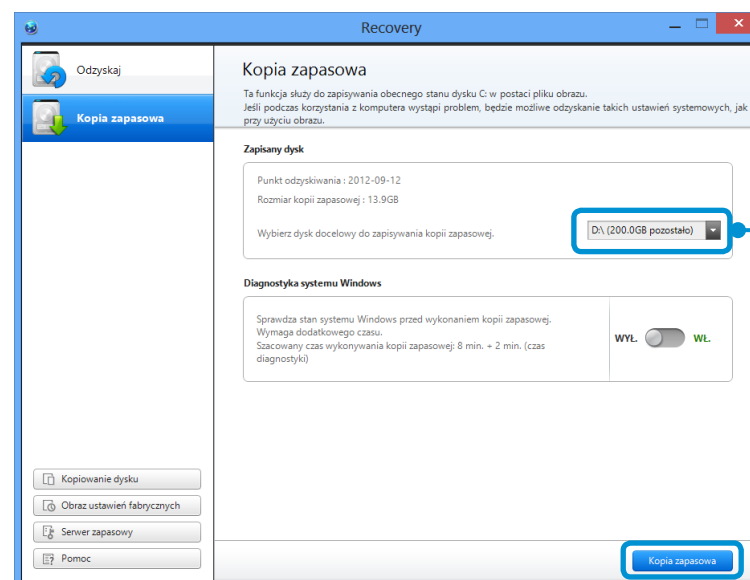 Recovery
Odzyskaj
Kopia zapasowa
Kopia zapasowa
Ta funkcja służy do zapisywania obecnego stanu dysku C: w postaci pliku obrazu.
Jeśli podczas korzystania z komputera wystąpi problem, będzie możliwe odzyskanie takich ustawień systemowych, jak
przy użyciu obrazu.
Zapisany dysk
Punkt odzyskiwania : 2012-09-12
Rozmiar kopii zapasowej : 13.9GB
Wybierz dysk docelowy do zapisywania kopii zapasowej.
D:\ (200.0GB pozostało)
Diagnostyka systemu Windows
Sprawdza stan systemu Windows przed wykonaniem kopii zapasowej.
Wymaga dodatkowego czasu.
Szacowany czas wykonywania kopii zapasowej: 8 min. + 2 min. (czas
diagnostyki)
WYŁ. WŁ.
Kopiowanie dysku
Obraz ustawień fabrycznych
Serwer zapasowy
Pomoc
Kopia zapasowa